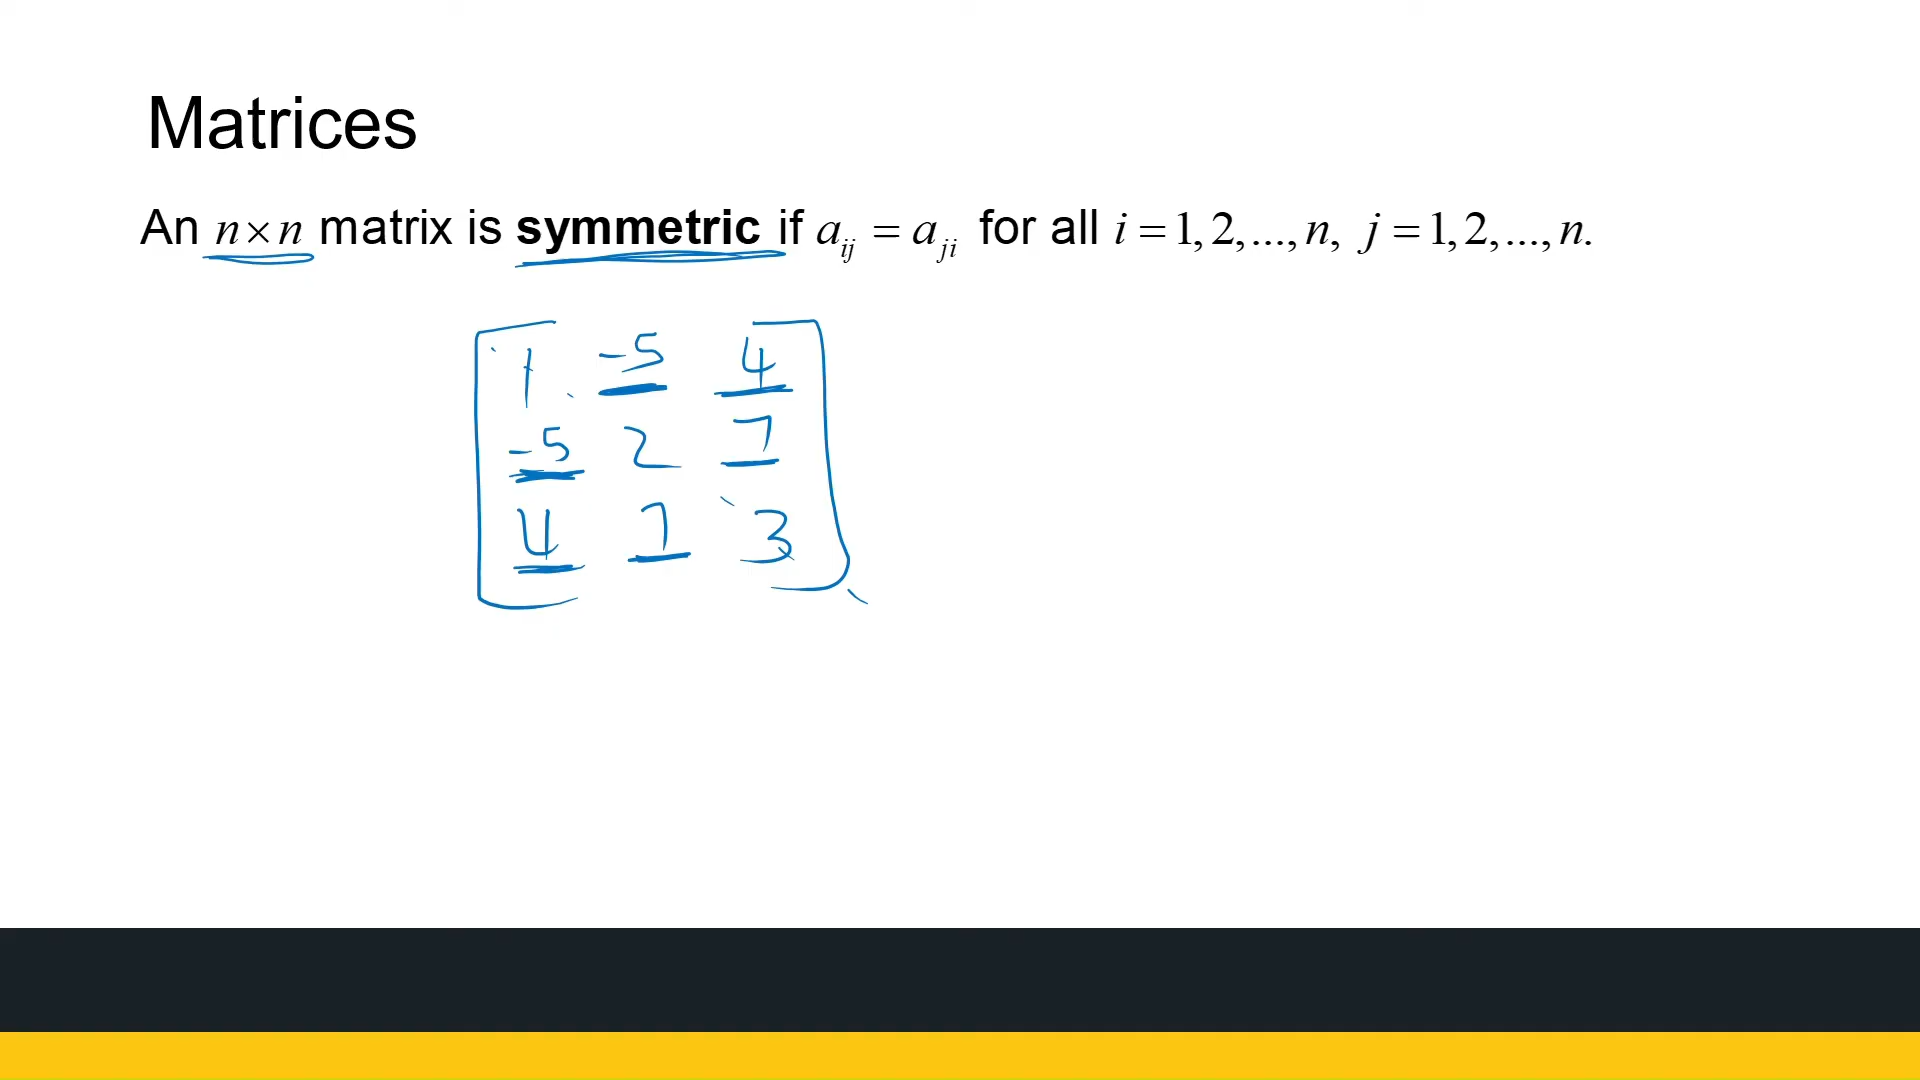 Matrices
An n×n matrix is symmetric if a_ij = a_ji for all i = 1, 2, ..., n, j = 1, 2, ..., n.
1 -5 4
-5 2 7
4 7 3